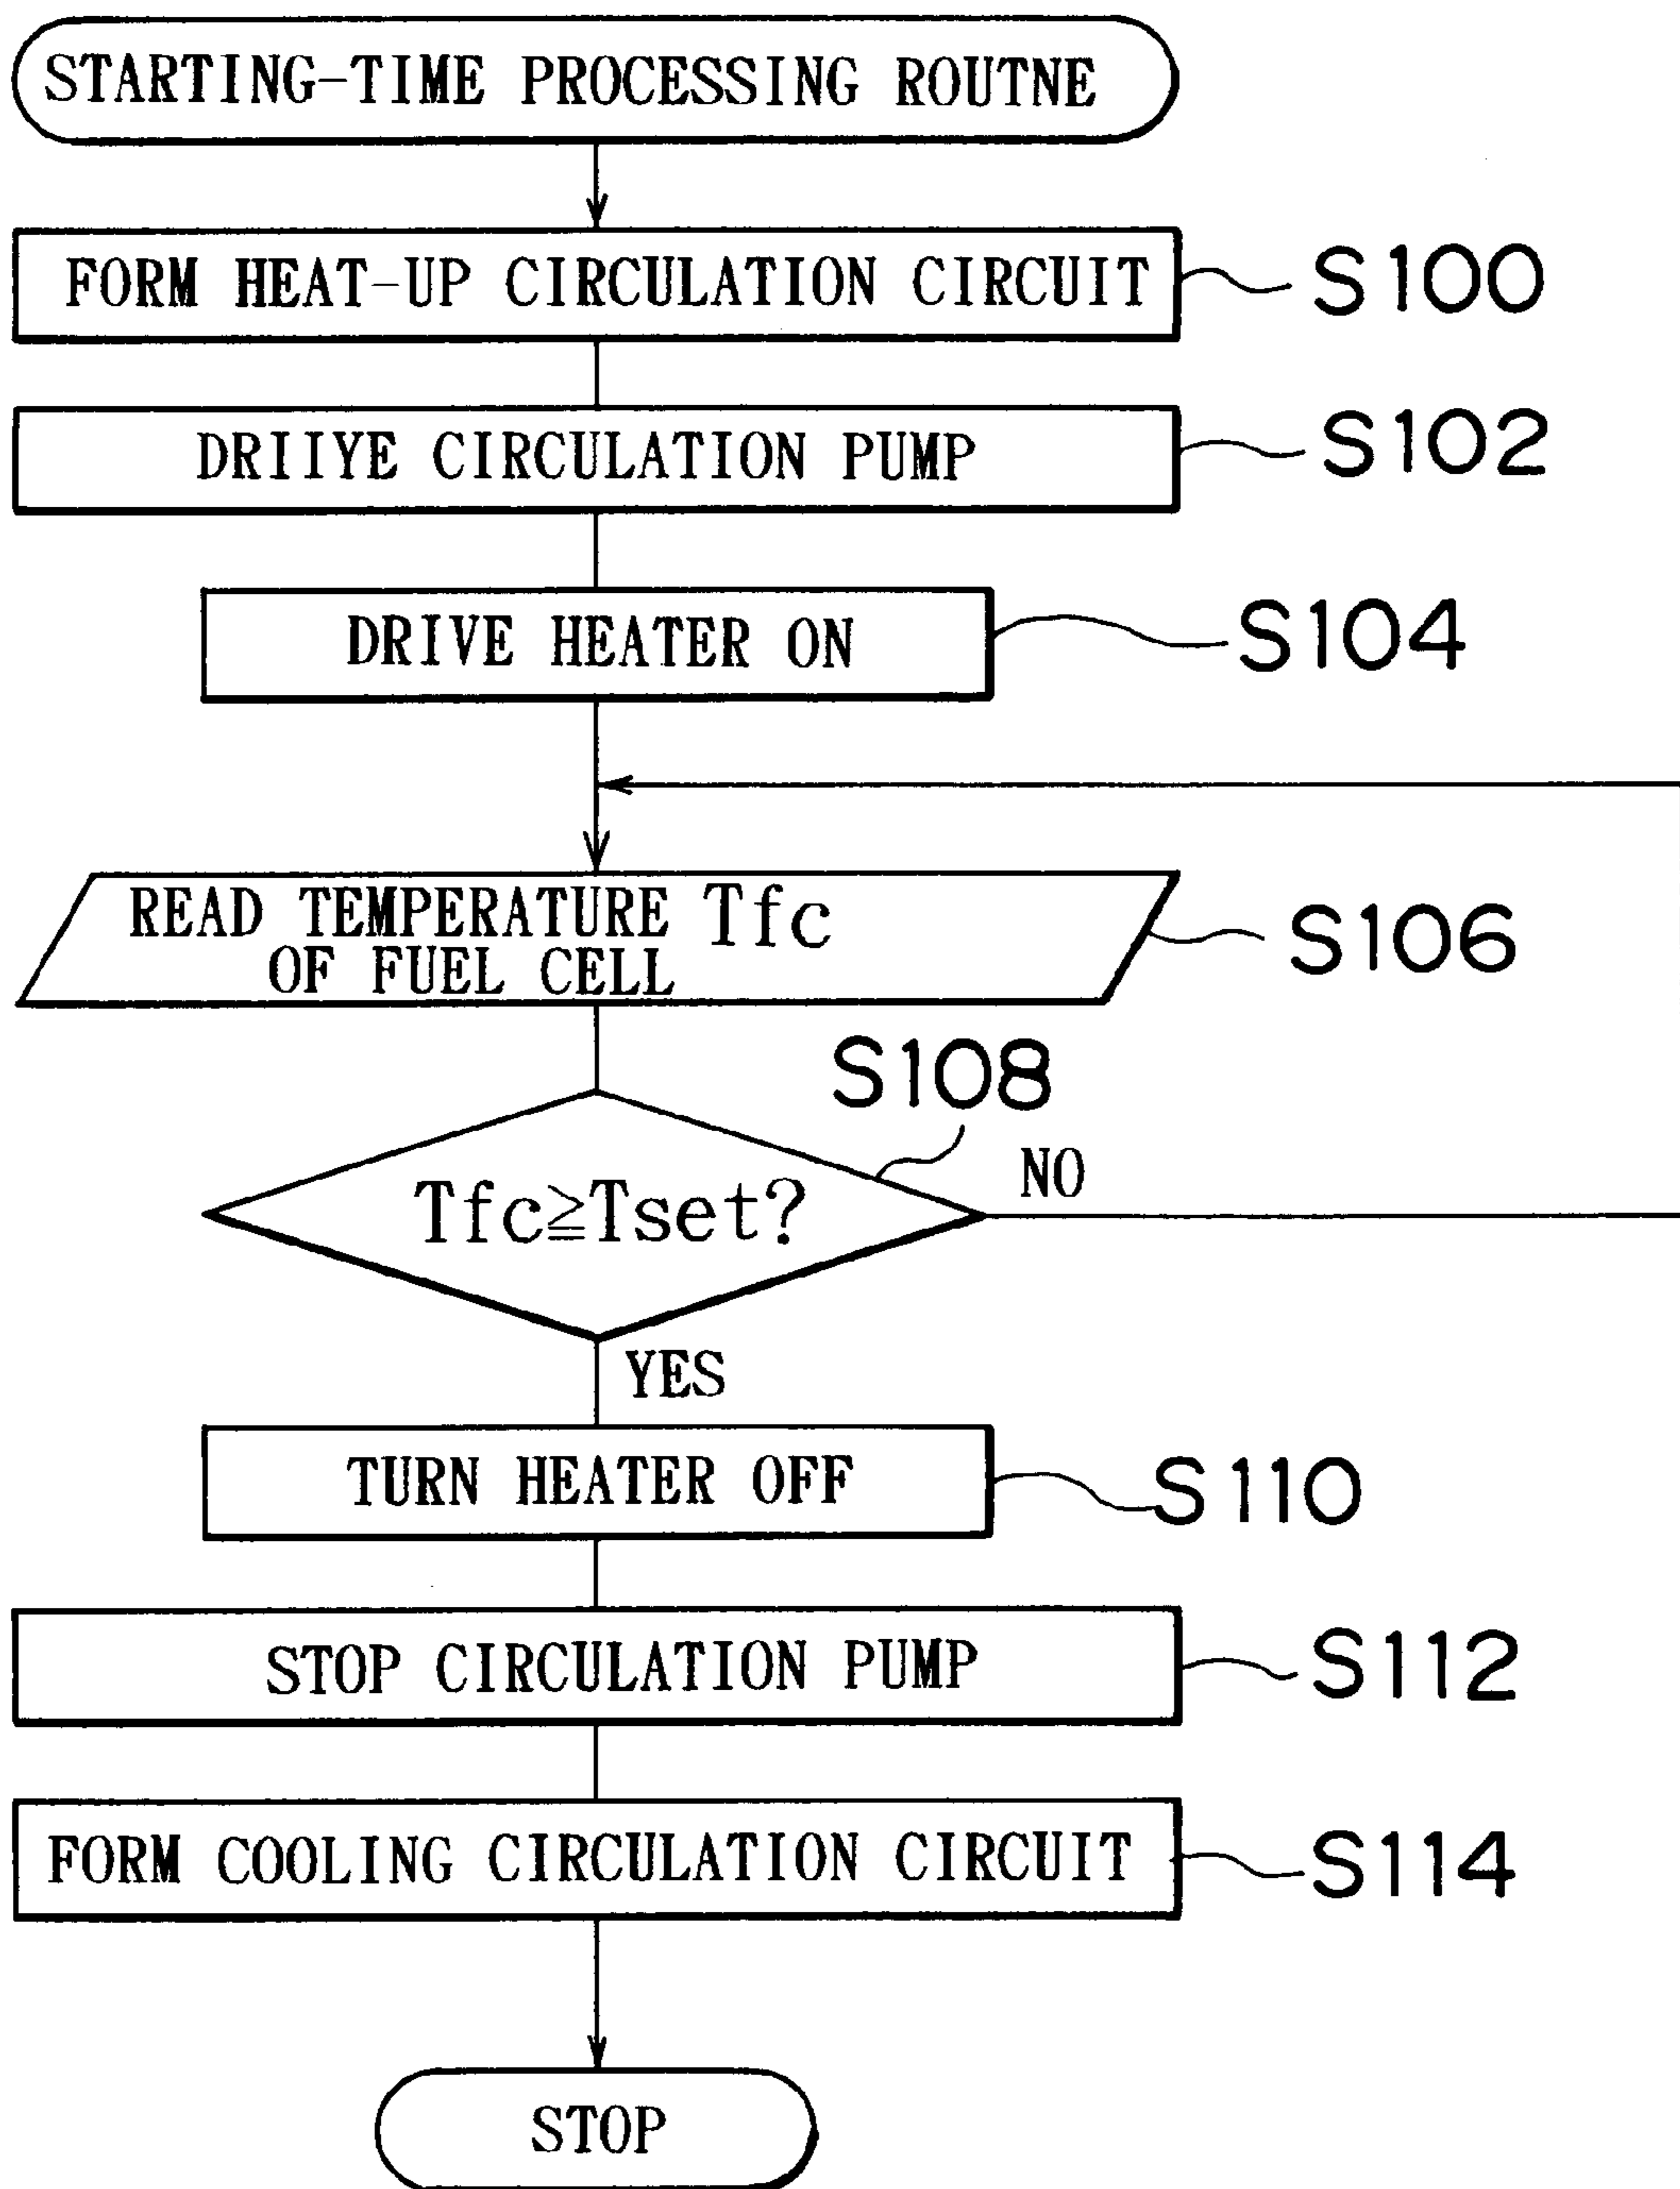 STARTING-TIME PROCESSING ROUTNE
FORM HEAT-UP CIRCULATION CIRCUIT
S100
DRIIYE CIRCULATION PUMP
S102
DRIVE HEATER ON
S104
READ TEMPERATURE Tfc
OF FUEL CELL
S106
S108
Tfc≧Tset?
NO
YES
TURN HEATER OFF
S110
STOP CIRCULATION PUMP
S112
FORM COOLING CIRCULATION CIRCUIT
S114
STOP